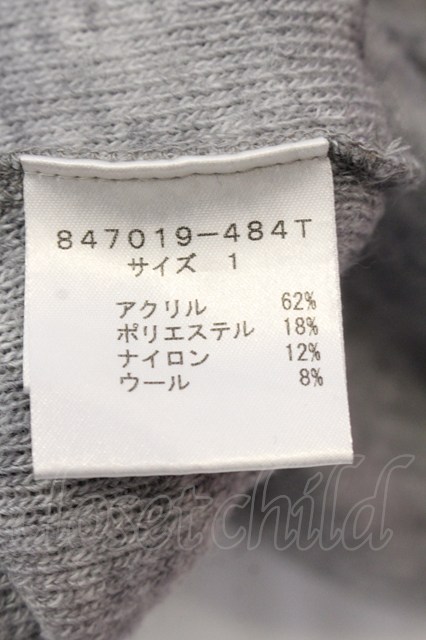 847019-484T
サイズ 1
アクリル 62%
ポリエステル 18%
ナイロン 12%
ウール 8%
closetchild